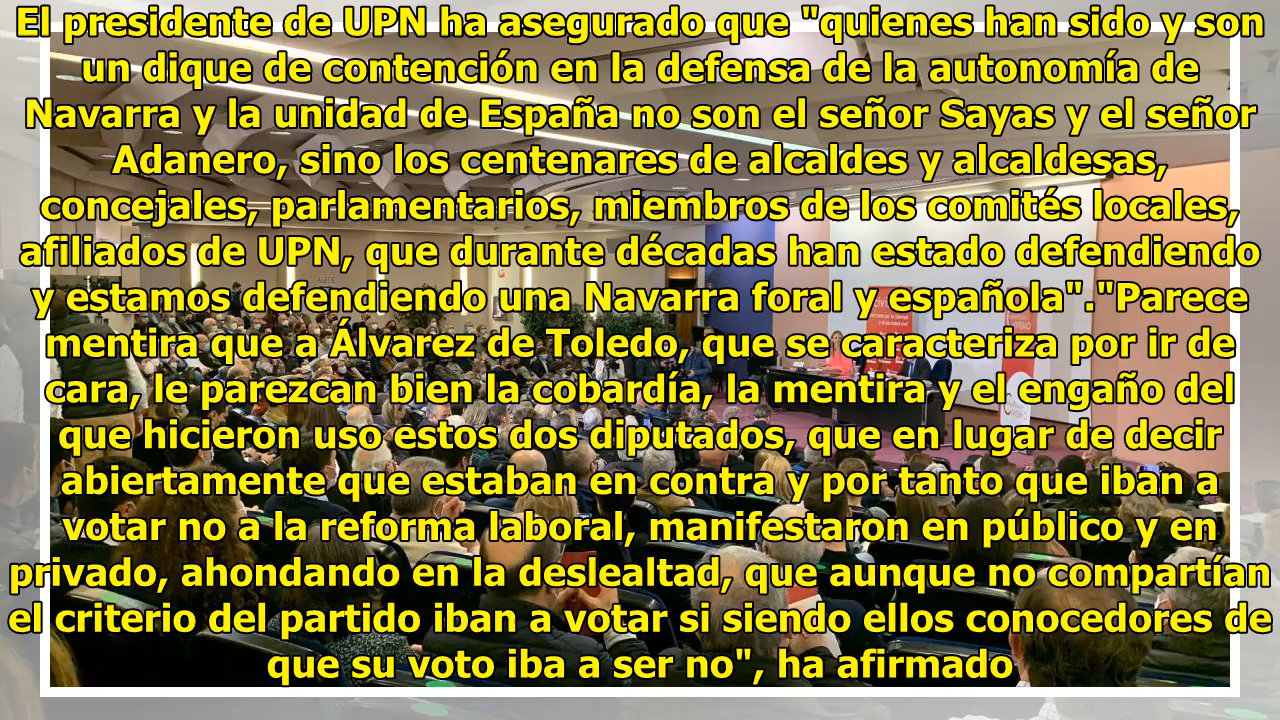 El presidente de UPN ha asegurado que "quienes han sido y son
un dique de contención en la defensa de la autonomía de
Navarra y la unidad de España no son el señor Sayas y el señor
Adanero, sino los centenares de alcaldes y alcaldesas,
concejales, parlamentarios, miembros de los comités locales,
afiliados de UPN, que durante décadas han estado defendiendo
y estamos defendiendo una Navarra foral y española"."Parece
mentira que a Álvarez de Toledo, que se caracteriza por ir de
cara, le parezcan bien la cobardía, la mentira y el engaño del
que hicieron uso estos dos diputados, que en lugar de decir
abiertamente que estaban en contra y por tanto que iban a
votar no a la reforma laboral, manifestaron en público y en
privado, ahondando en la deslealtad, que aunque no compartían
el criterio del partido iban a votar si siendo ellos conocedores de
que su voto iba a ser no", ha afirmado